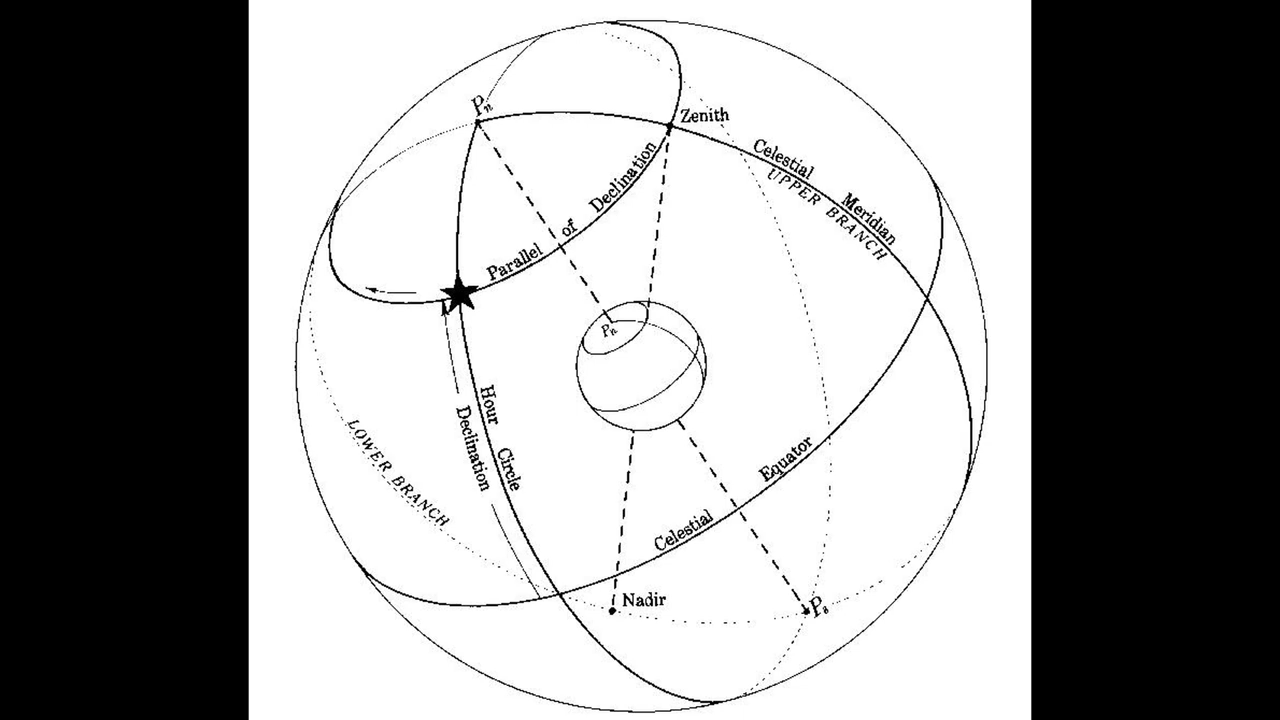 Pn
Zenith
Celestial Meridian
UPPER BRANCH
Parallel of Declination
Pn
Hour Circle
Declination
LOWER BRANCH
Celestial Equator
Nadir
Ps